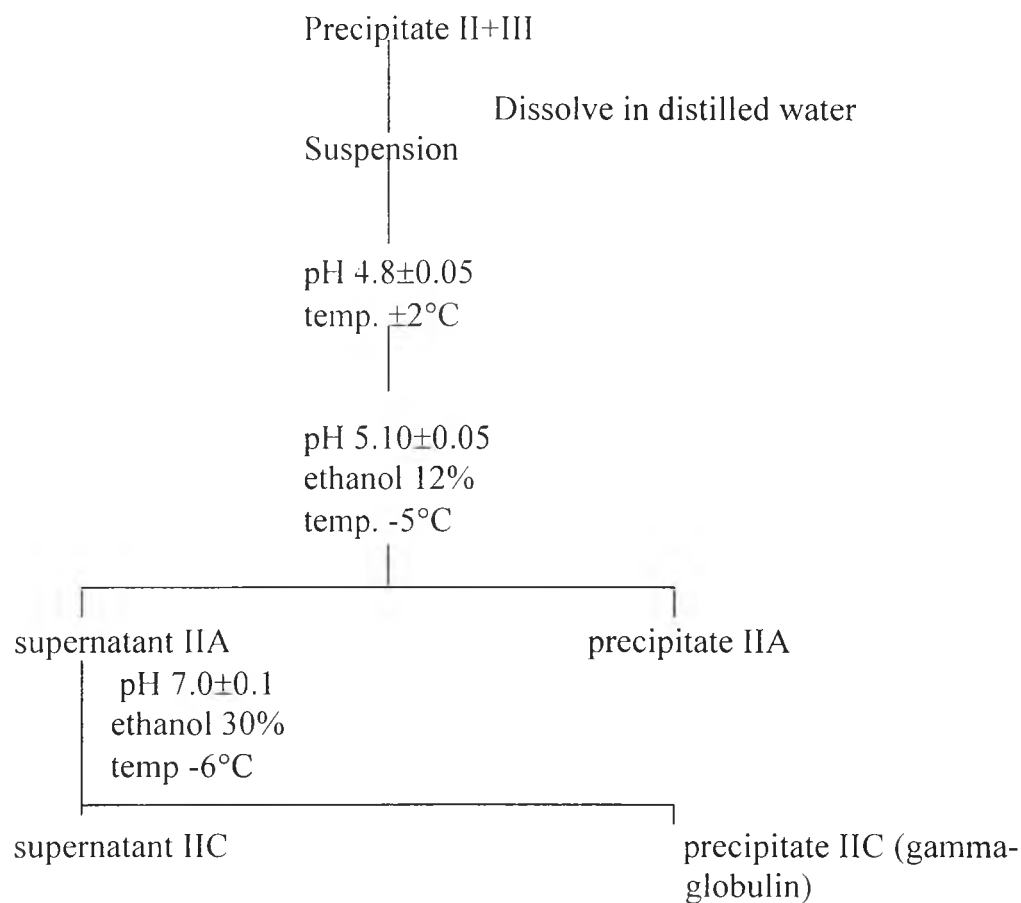 Precipitate II+III
Dissolve in distilled water
Suspension
pH 4.8±0.05
temp. ±2°C
pH 5.10±0.05
ethanol 12%
temp. -5°C
supernatant IIA
precipitate IIA
pH 7.0±0.1
ethanol 30%
temp -6°C
supernatant IIC
precipitate IIC (gamma-
globulin)